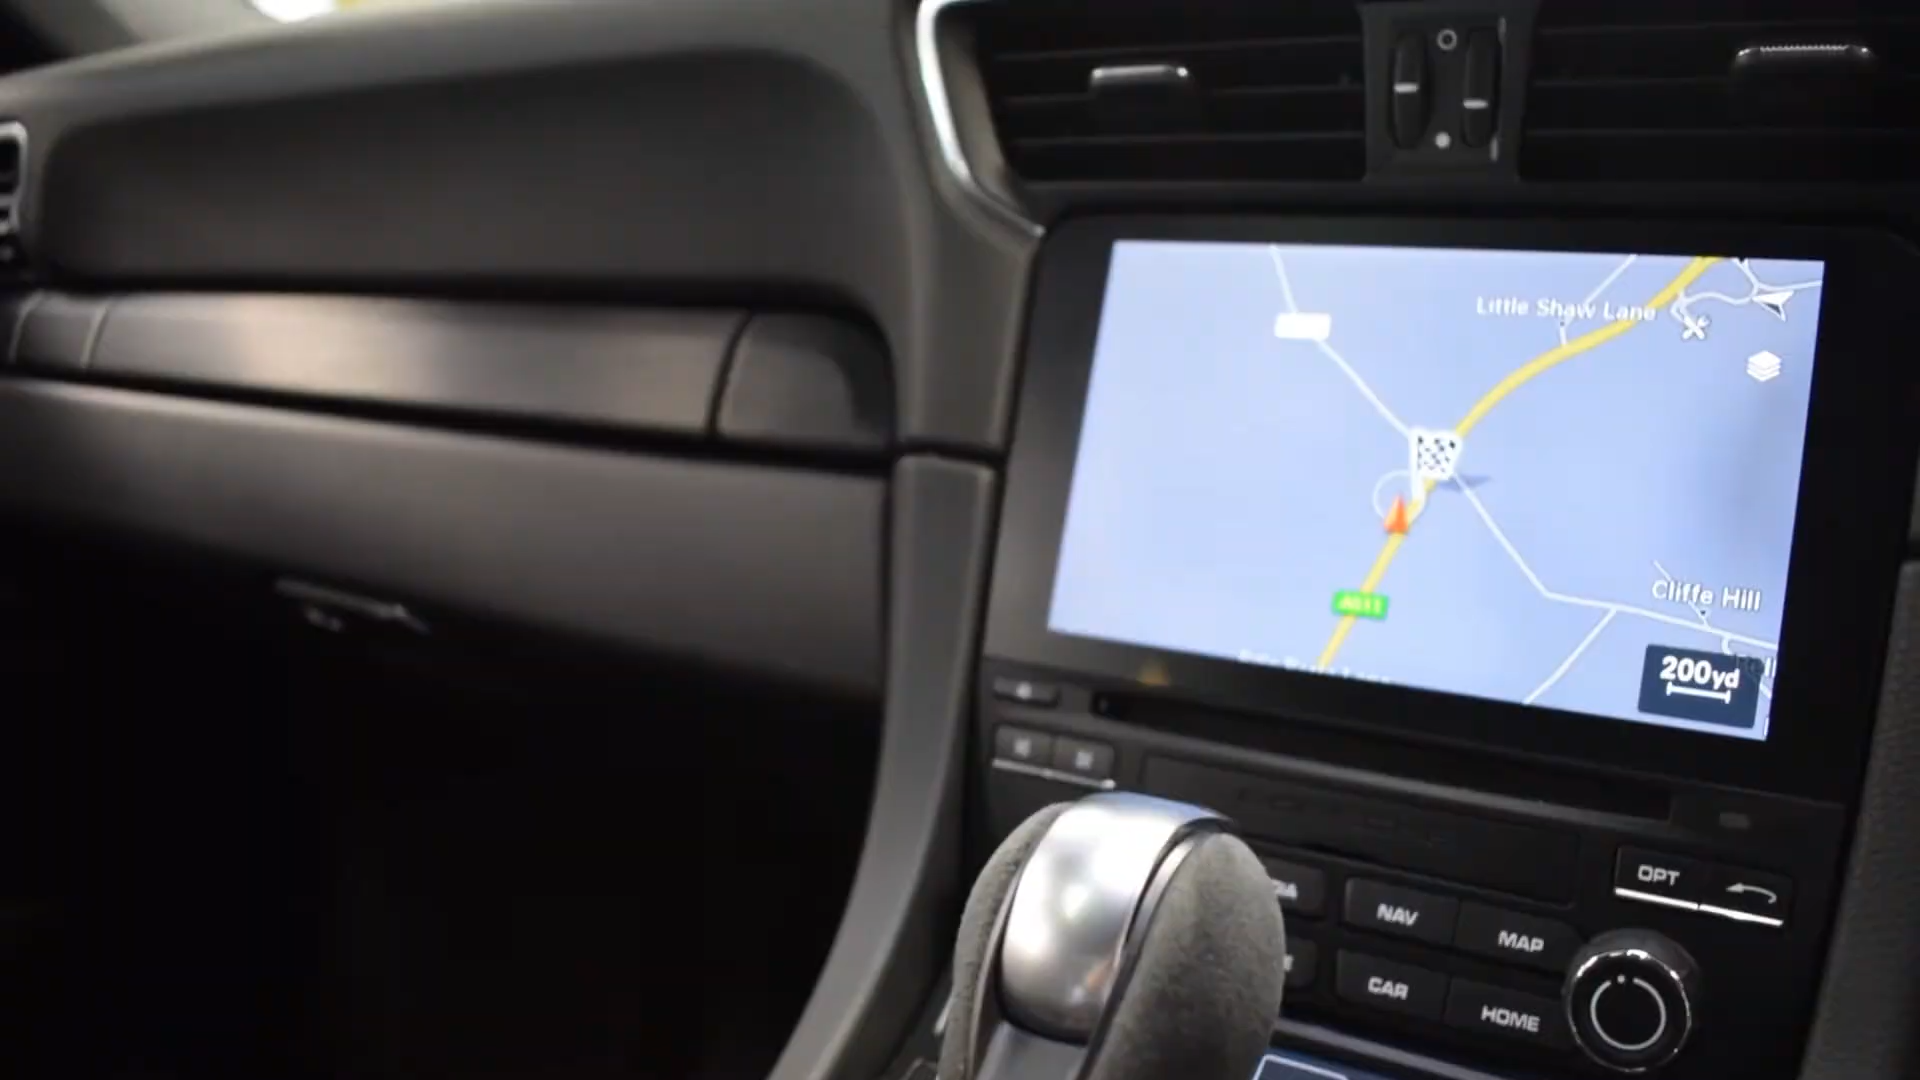 Little Shaw Lane
Cliffe Hill
200yd
OPT
NAV
MAP
CAR
HOME